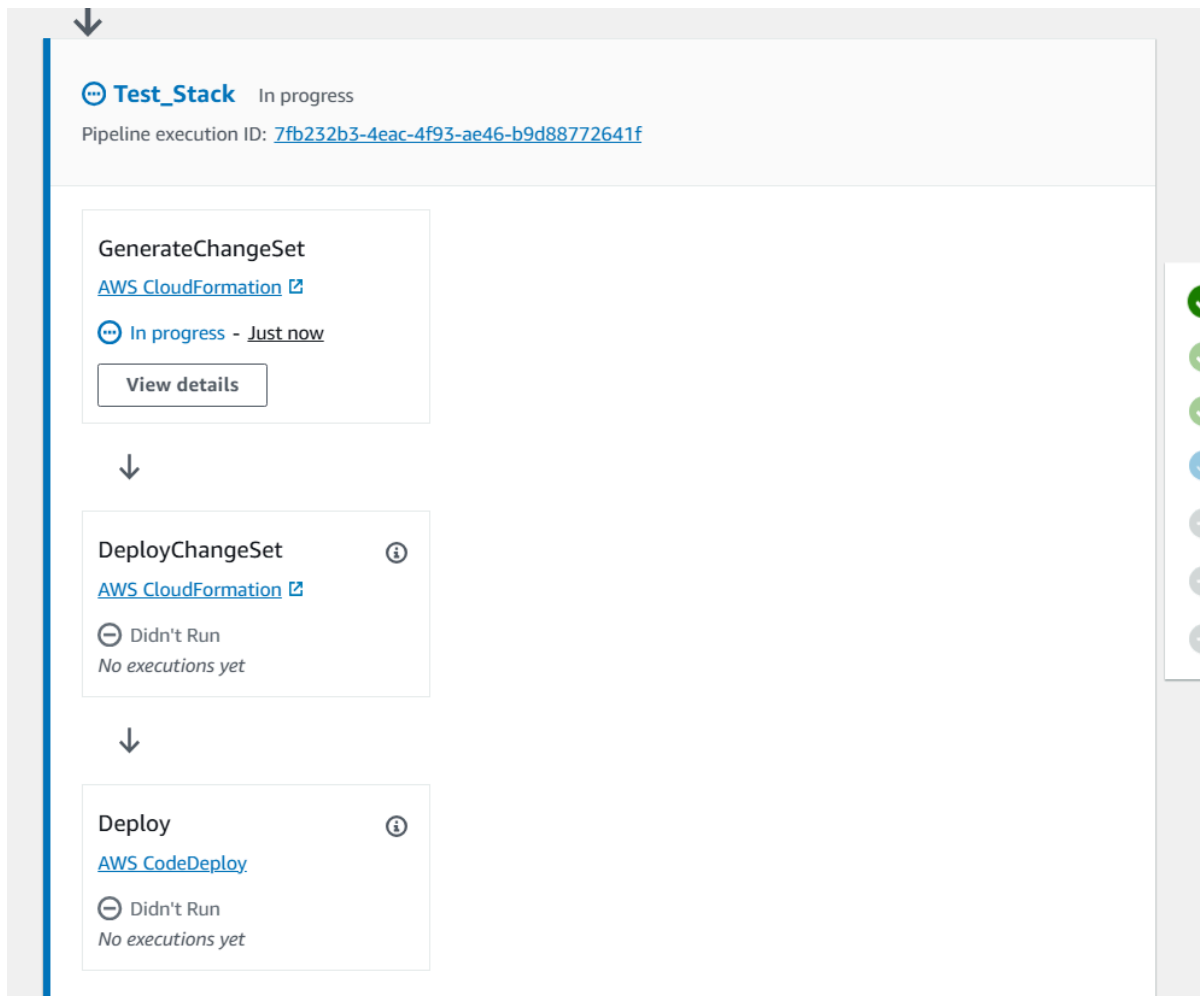 Test_Stack In progress
Pipeline execution ID: 7fb232b3-4eac-4f93-ae46-b9d88772641f
GenerateChangeSet
AWS CloudFormation
In progress - Just now
View details
DeployChangeSet
AWS CloudFormation
Didn't Run
No executions yet
Deploy
AWS CodeDeploy
Didn't Run
No executions yet